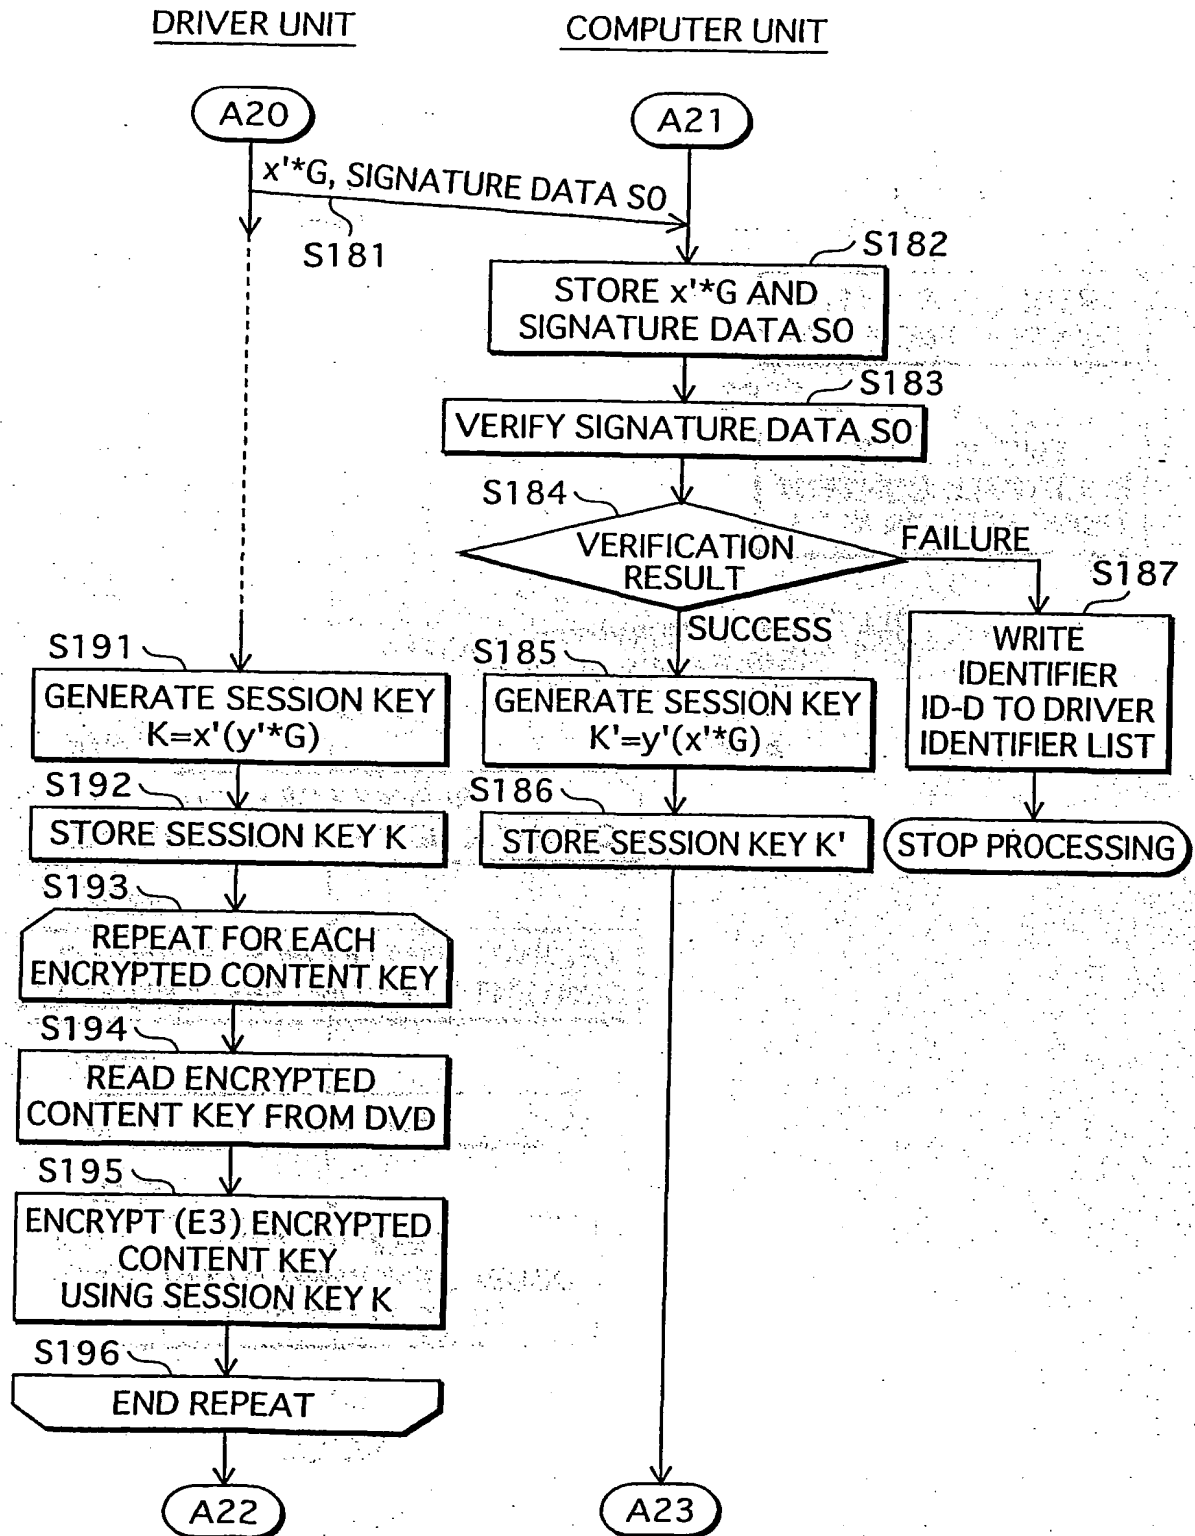 DRIVER UNIT
COMPUTER UNIT
A20
A21
x'*G, SIGNATURE DATA S0
S181
S182
STORE x'*G AND
SIGNATURE DATA S0
S183
VERIFY SIGNATURE DATA S0
S184
VERIFICATION
RESULT
FAILURE
SUCCESS
S187
WRITE
IDENTIFIER
ID-D TO DRIVER
IDENTIFIER LIST
STOP PROCESSING
S185
GENERATE SESSION KEY
K'=y'(x'*G)
S186
STORE SESSION KEY K'
S191
GENERATE SESSION KEY
K=x'(y'*G)
S192
STORE SESSION KEY K
S193
REPEAT FOR EACH
ENCRYPTED CONTENT KEY
S194
READ ENCRYPTED
CONTENT KEY FROM DVD
S195
ENCRYPT (E3) ENCRYPTED
CONTENT KEY
USING SESSION KEY K
S196
END REPEAT
A22
A23